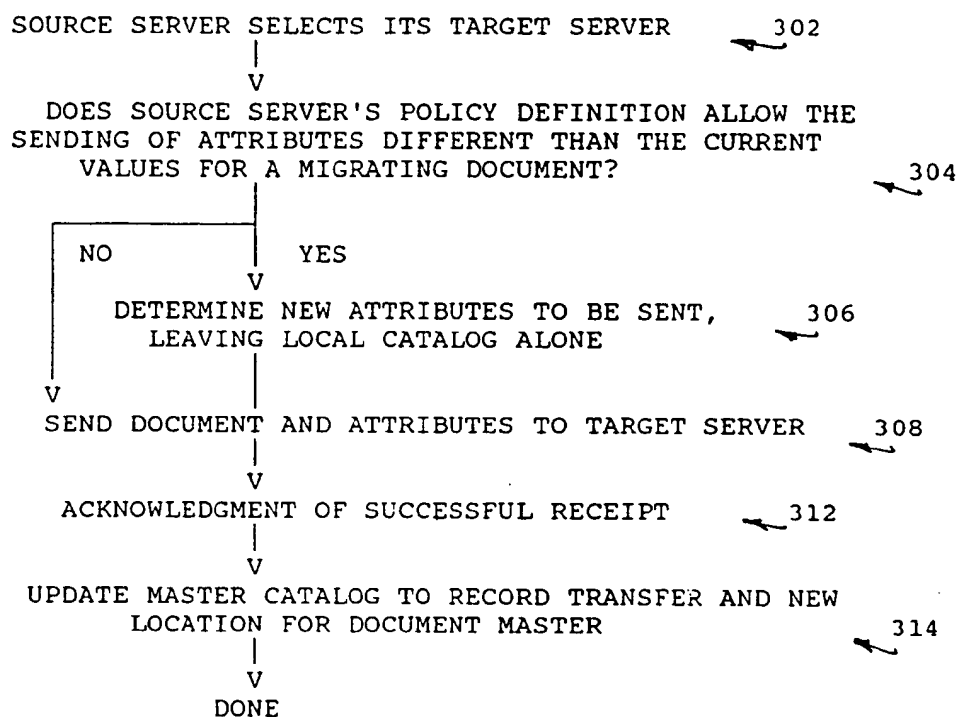 SOURCE SERVER SELECTS ITS TARGET SERVER 302
V
DOES SOURCE SERVER'S POLICY DEFINITION ALLOW THE
SENDING OF ATTRIBUTES DIFFERENT THAN THE CURRENT
VALUES FOR A MIGRATING DOCUMENT? 304
NO YES
V
DETERMINE NEW ATTRIBUTES TO BE SENT, 306
LEAVING LOCAL CATALOG ALONE
V
SEND DOCUMENT AND ATTRIBUTES TO TARGET SERVER 308
V
ACKNOWLEDGMENT OF SUCCESSFUL RECEIPT 312
V
UPDATE MASTER CATALOG TO RECORD TRANSFER AND NEW
LOCATION FOR DOCUMENT MASTER 314
V
DONE